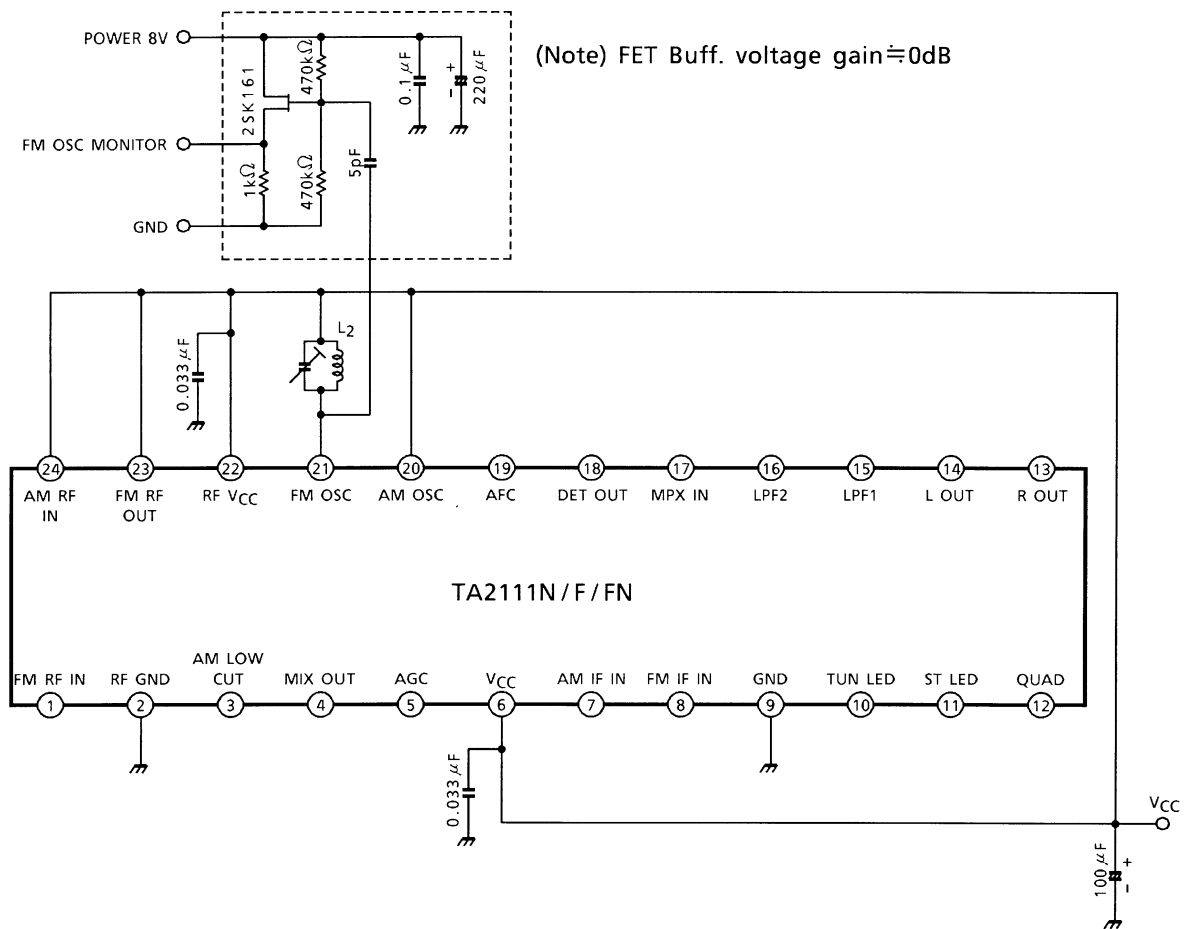 POWER 8V
(Note) FET Buff. voltage gain≒0dB
2SK161
470kΩ
0.1μF
220μF
+
-
FM OSC MONITOR
1kΩ
470kΩ
5pF
GND
L2
0.033μF
24 23 22 21 20 19 18 17 16 15 14 13
AM RF IN
FM RF OUT
RF VCC
FM OSC
AM OSC
AFC
DET OUT
MPX IN
LPF2
LPF1
L OUT
R OUT
TA2111N/F/FN
FM RF IN
RF GND
AM LOW CUT
MIX OUT
AGC
VCC
AM IF IN
FM IF IN
GND
TUN LED
ST LED
QUAD
1 2 3 4 5 6 7 8 9 10 11 12
0.033μF
VCC
100μF
+
-